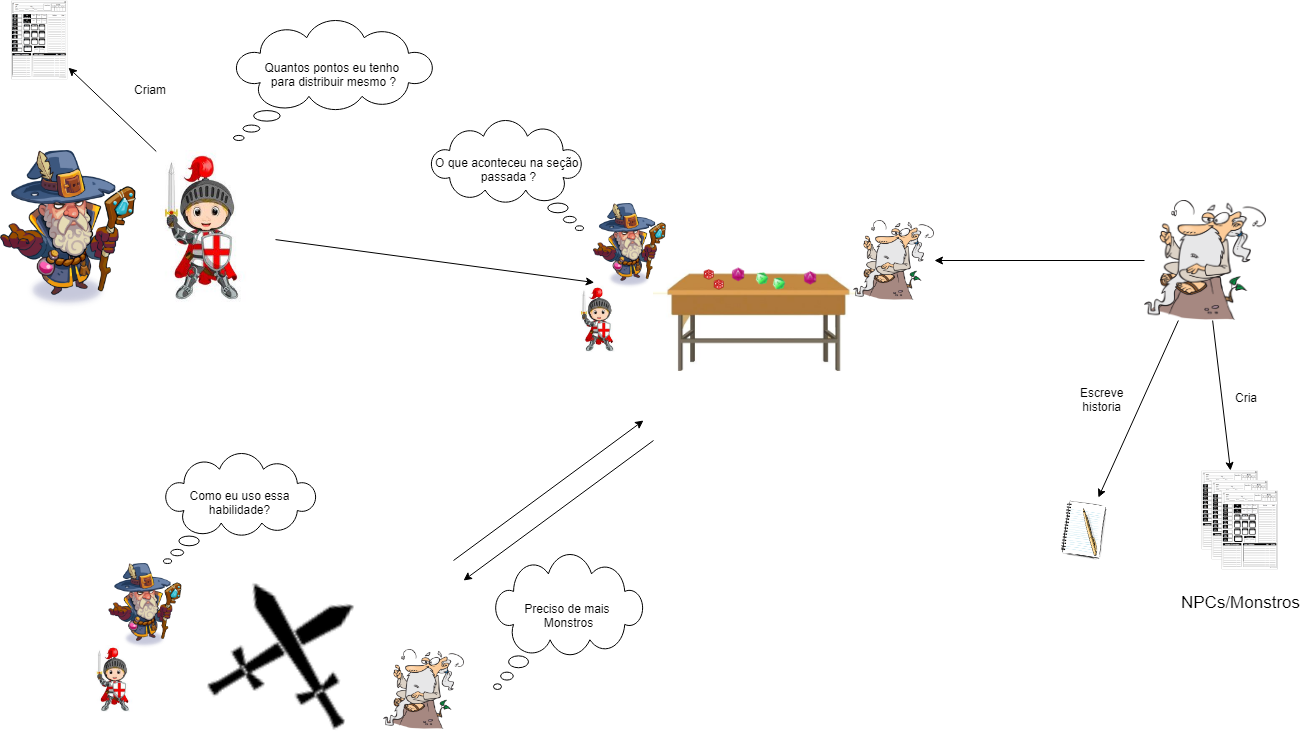 Criam
Quantos pontos eu tenho
para distribuir mesmo ?
O que aconteceu na seção
passada ?
Escreve
historia
Cria
NPCs/Monstros
Como eu uso essa
habilidade?
Preciso de mais
Monstros